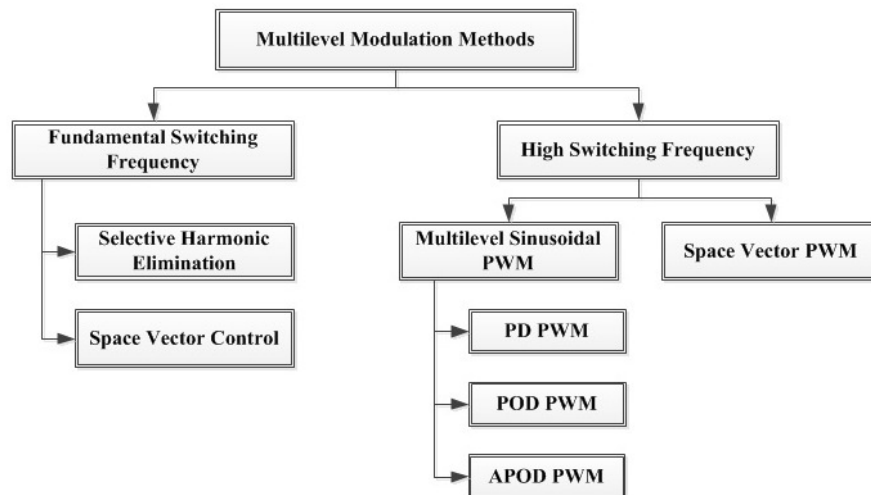 Multilevel Modulation Methods
Fundamental Switching
Frequency
High Switching Frequency
Selective Harmonic
Elimination
Multilevel Sinusoidal
PWM
Space Vector PWM
Space Vector Control
PD PWM
POD PWM
APOD PWM